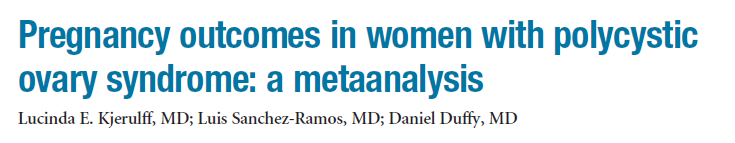 Pregnancy outcomes in women with polycystic
ovary syndrome: a metaanalysis
Lucinda E. Kjerulff, MD; Luis Sanchez-Ramos, MD; Daniel Duffy, MD